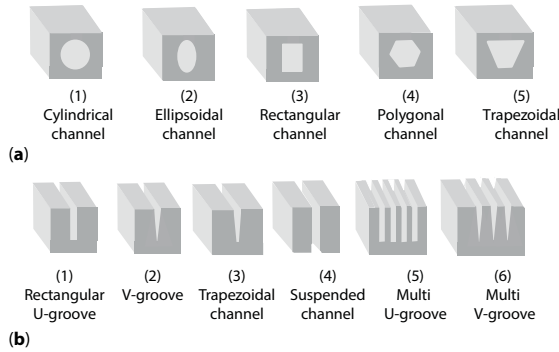 (1) (2) (3) (4) (5)
Cylindrical Ellipsoidal Rectangular Polygonal Trapezoidal
channel channel channel channel channel
(a)
(1) (2) (3) (4) (5) (6)
Rectangular V-groove Trapezoidal Suspended Multi Multi
U-groove channel channel U-groove V-groove
(b)